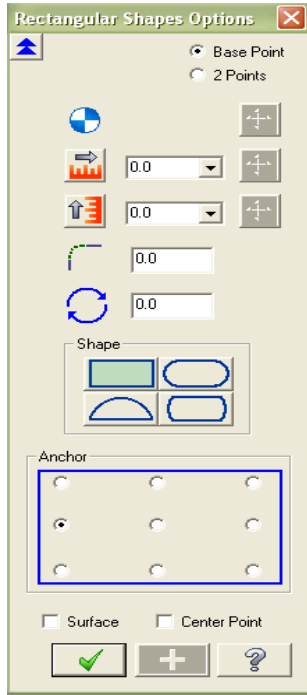 Rectangular Shapes Options
Base Point
2 Points
0.0
0.0
0.0
0.0
Shape
Anchor
Surface Center Point